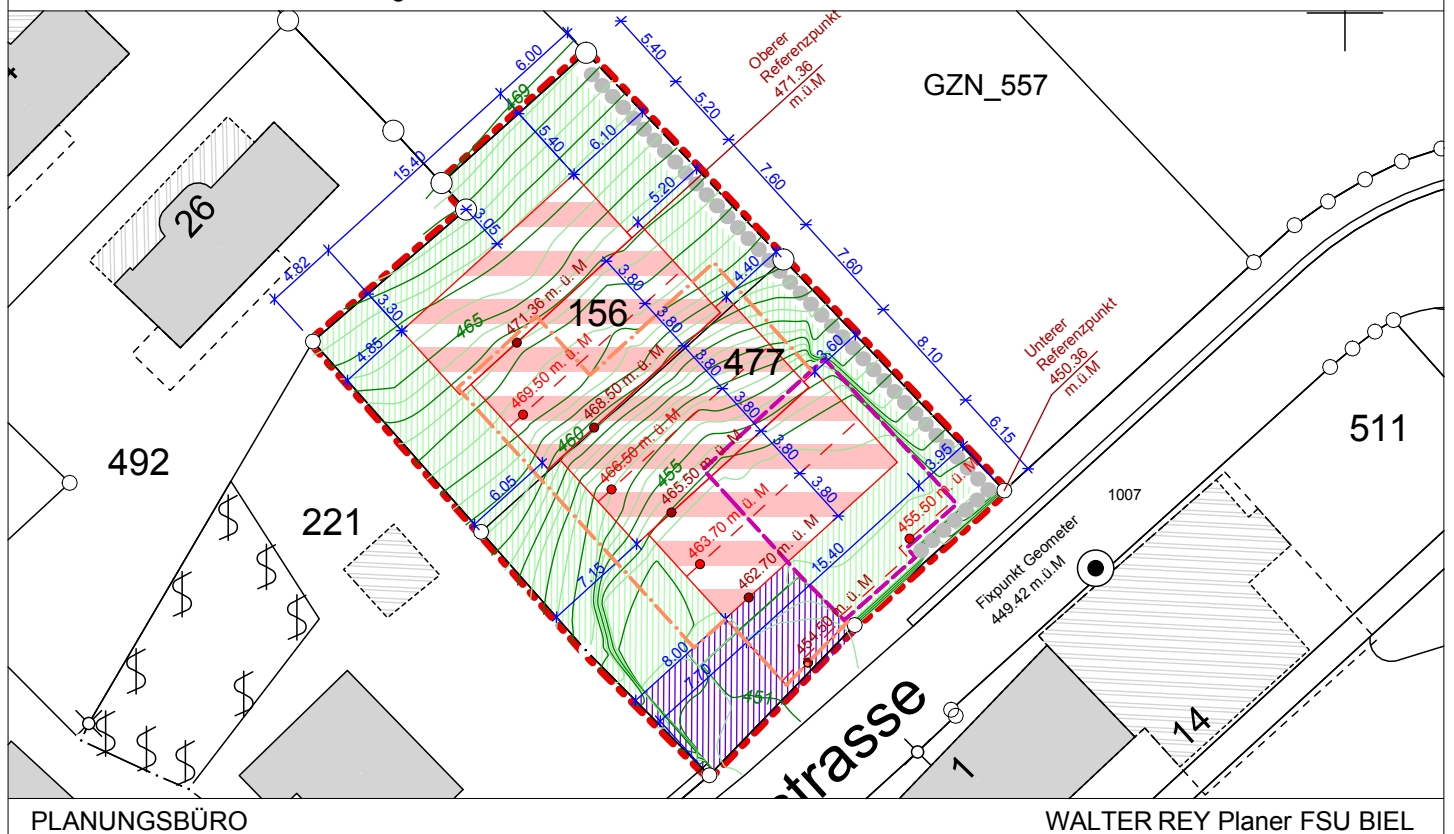 5.40
6.00
Oberer
Referenzpunkt
471.36
m.ü.M
GZN_557
469
5.20
5.40
6.10
15.40
7.60
5.20
26
3.05
7.60
4.82
4.40
3.30
3.80
156
471.36 m. ü. M
465
3.80
Unterer
Referenzpunkt
450.36
m.ü.M
8.10
4.85
477
3.60
3.80
469.50 m. ü. M
468.50 m. ü. M
3.80
6.15
511
460
3.80
492
466.50 m. ü. M
455
3.80
3.95
465.50 m. ü. M
3.80
1007
6.05
221
455.50 m. ü. M
463.70 m. ü. M
15.40
Fixpunkt Geometer
449.42 m.ü.M
7.15
462.70 m. ü. M
454.50 m. ü. M
8.00
7.70
451
trasse
14
1
PLANUNGSBÜRO
WALTER REY Planer FSU BIEL